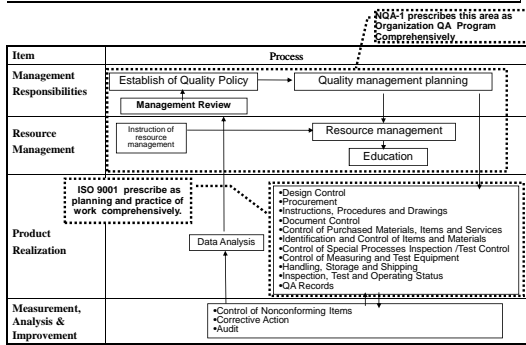 NQA-1 prescribes this area as
Organization QA Program
Comprehensively
Item
Process
Management
Responsibilities
Establish of Quality Policy
Quality management planning
Management Review
Resource
Management
Instruction of
resource
management
Resource management
Education
ISO 9001 prescribe as
planning and practice of
work comprehensively.
Product
Realization
Data Analysis
•Design Control
•Procurement
•Instructions, Procedures and Drawings
•Document Control
•Control of Purchased Materials, Items and Services
•Identification and Control of Items and Materials
•Control of Special Processes Inspection /Test Control
•Control of Measuring and Test Equipment
•Handling, Storage and Shipping
•Inspection, Test and Operating Status
•QA Records
Measurement,
Analysis &
Improvement
•Control of Nonconforming Items
•Corrective Action
•Audit